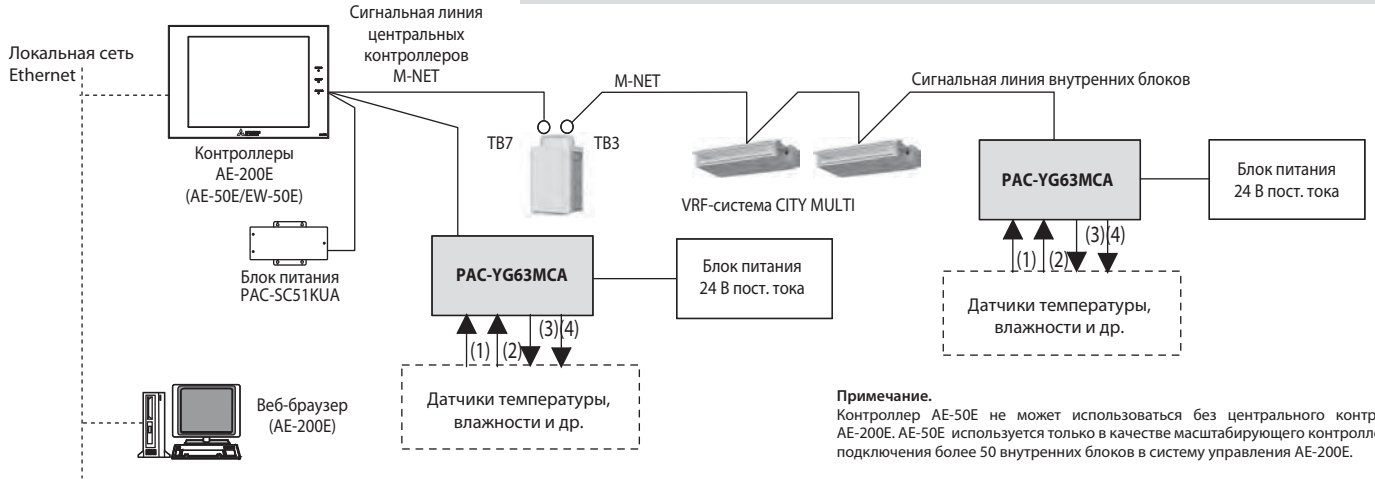 Сигнальная линия
центральных
контроллеров
M-NET
Локальная сеть
Ethernet
M-NET
Сигнальная линия внутренних блоков
TB7
TB3
Контроллеры
AE-200E
(AE-50E/EW-50E)
VRF-система CITY MULTI
PAC-YG63MCA
Блок питания
24 В пост. тока
(1)
(2)
(3)(4)
Датчики температуры,
влажности и др.
Блок питания
PAC-SC51KUA
PAC-YG63MCA
Блок питания
24 В пост. тока
(1)
(2)
(3)(4)
Датчики температуры,
влажности и др.
Веб-браузер
(AE-200E)
Примечание.
Контроллер AE-50E не может использоваться без центрального контр
AE-200E. AE-50E используется только в качестве масштабирующего контролле
подключения более 50 внутренних блоков в систему управления AE-200E.